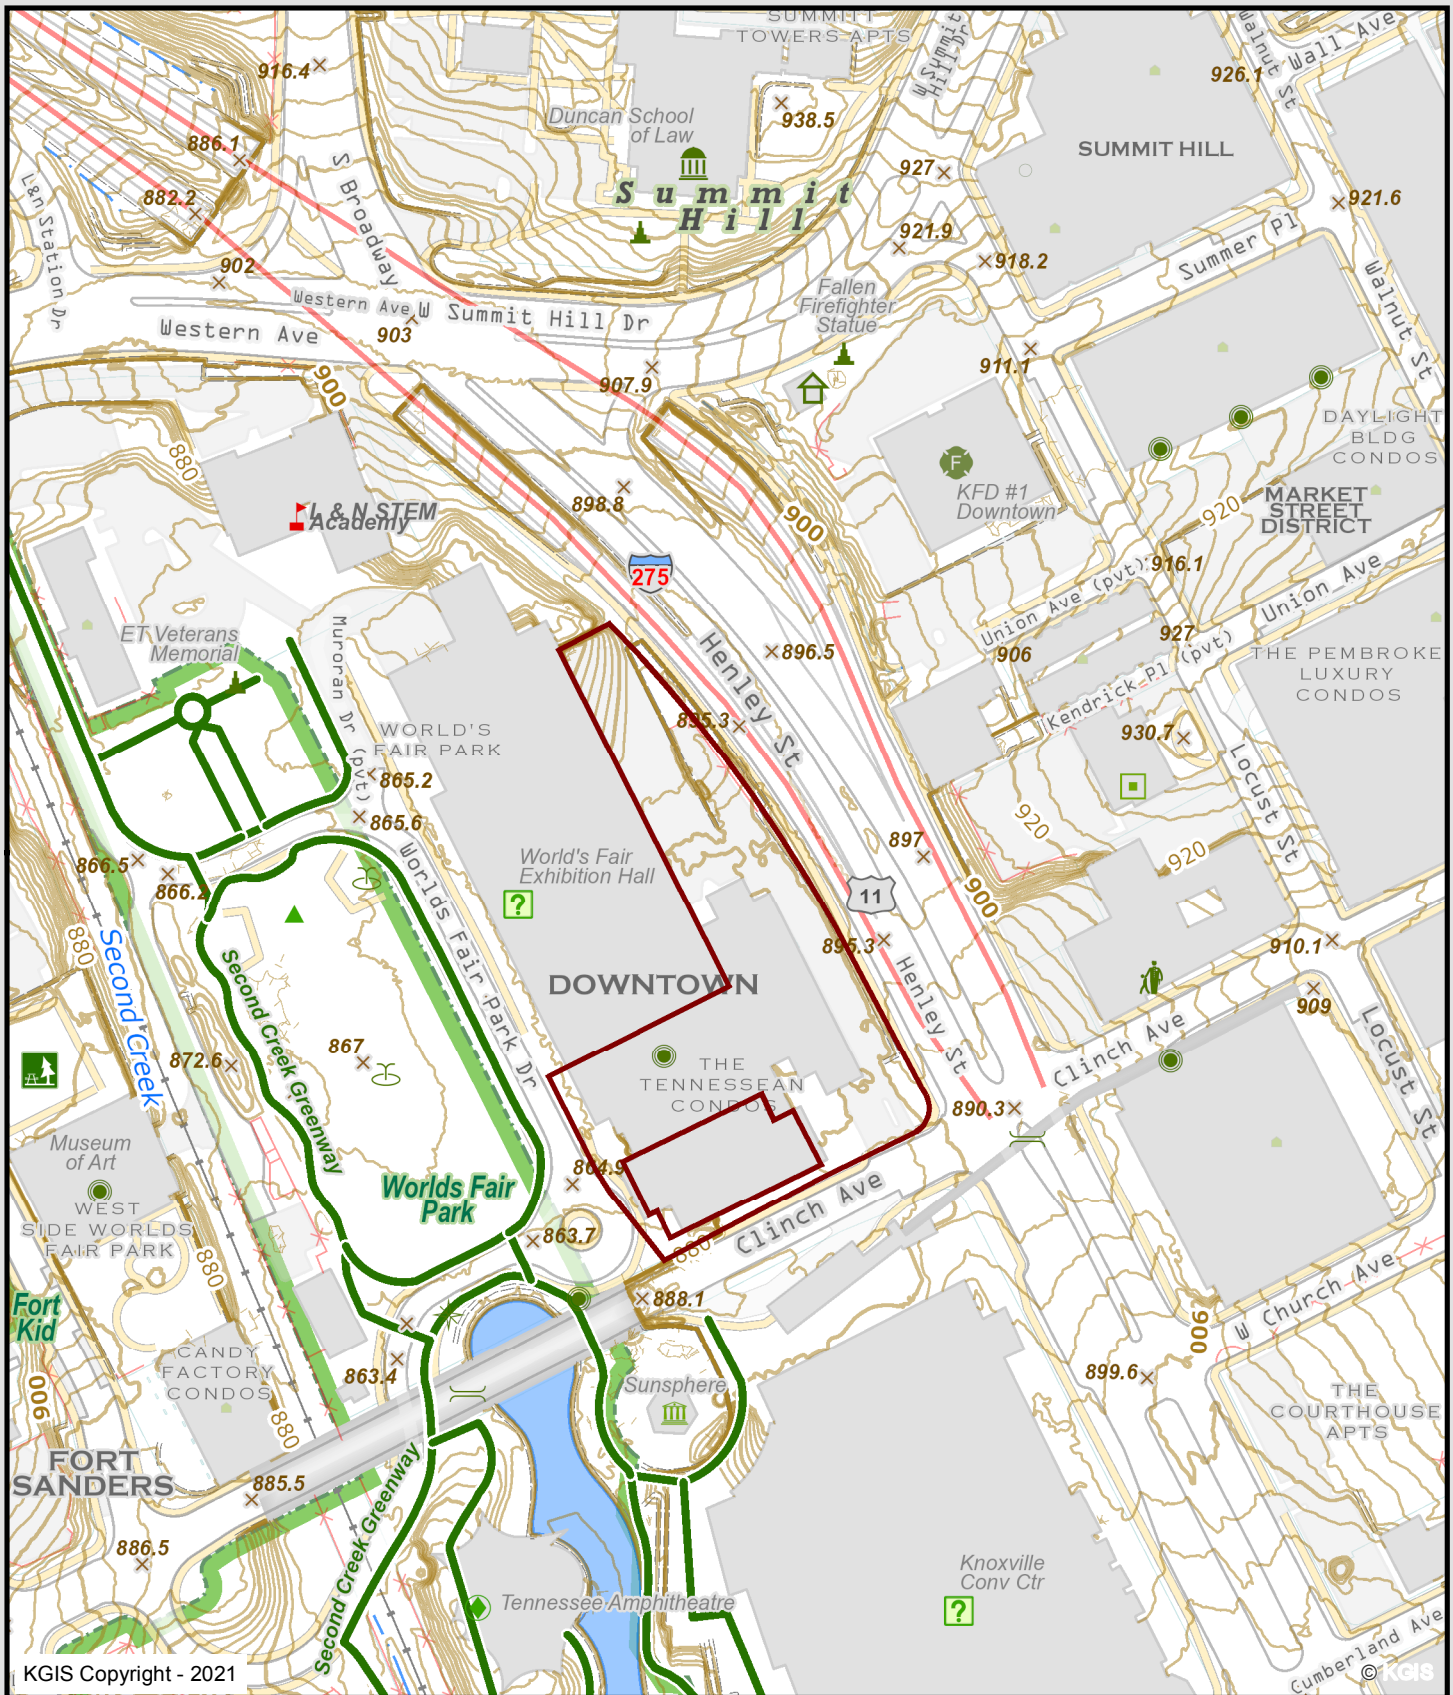 SUMMIT
TOWERS APTS
W Summit
Hill Dr
Walnut St
Wall Ave
916.4
926.1
938.5
Duncan School
of Law
SUMMIT HILL
886.1
882.2
S Broadway
927
921.6
Summit
Hill
L&n Station Dr
921.9
918.2
Summer Pl
902
Walnut St
Western Ave
W Summit Hill Dr
Fallen
Firefighter
Statue
Western Ave
903
911.1
907.9
900
DAYLIGHT
BLDG
CONDOS
880
898.8
KFD #1
Downtown
F
MARKET
STREET
DISTRICT
920
L & N STEM
Academy
900
916.1
275
Union Ave (pvt)
Union Ave
ET Veterans
Memorial
Muroran Dr (pvt)
Henley St
896.5
927
906
THE PEMBROKE
LUXURY
CONDOS
Kendrick Pl (pvt)
895.3
930.7
WORLD'S
FAIR PARK
865.2
865.6
Locust St
920
897
920
866.5
866.2
Worlds Fair Park Dr
World's Fair
Exhibition Hall
?
11
900
880
Second Creek
895.3
910.1
DOWNTOWN
Henley St
909
Second Creek Greenway
867
872.6
THE
TENNESSEAN
CONDOS
Clinch Ave
Locust St
890.3
Museum
of Art
864.9
Worlds Fair
Park
WEST
SIDE WORLDS
FAIR PARK
Clinch Ave
863.7
880
880
888.1
Fort
Kid
W Church Ave
900
CANDY
FACTORY
CONDOS
863.4
Sunsphere
899.6
THE
COURTHOUSE
APTS
900
880
FORT
SANDERS
885.5
Second Creek Greenway
886.5
Knoxville
Conv Ctr
?
Tennessee Amphitheatre
Cumberland Ave
KGIS Copyright - 2021
© KGIS